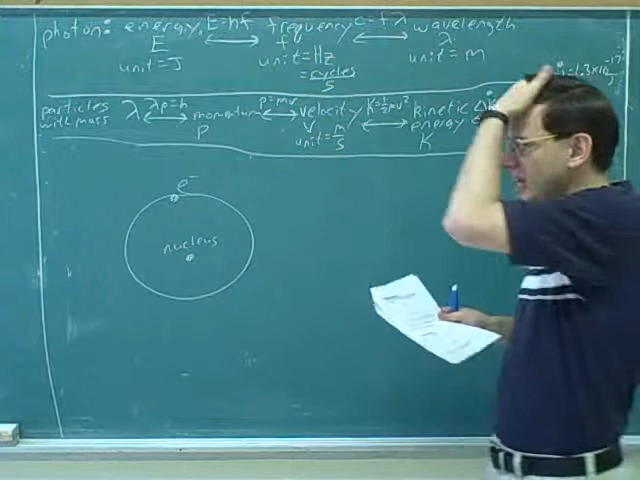 photon: energy, E=hf frequency c=fλ wavelength
E f λ
unit=J unit=Hz unit=m
=cycles
s
particles λ λp=h momentum p=mv velocity K=½mv² kinetic
with mass p v energy
unit=m/s K
e⁻
nucleus